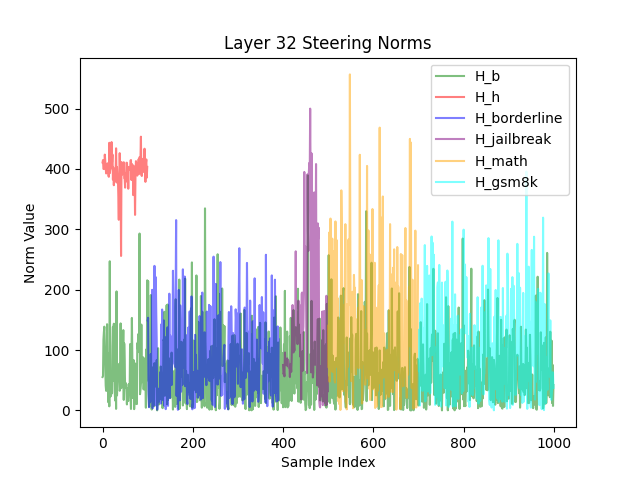 Layer 32 Steering Norms
H_b
H_h
H_borderline
H_jailbreak
H_math
H_gsm8k
Norm Value
500
400
300
200
100
0
0
200
400
600
800
1000
Sample Index